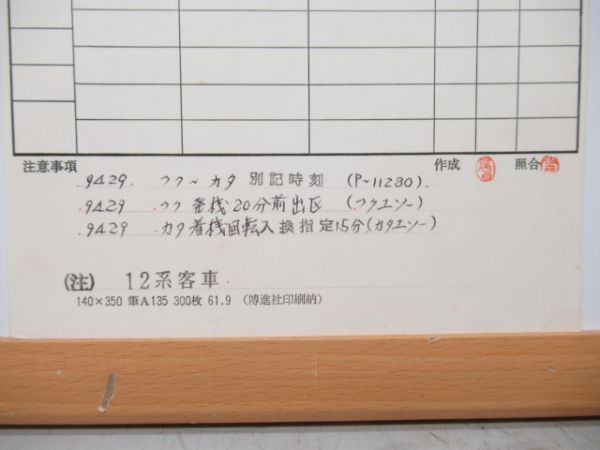 注意事項 作成 照合
9429 フク～カタ 別記時刻 (P~11230)
9429 フク発桟20分前出区 (フクエソー)
9429 カタ着桟回転入換指定15分(カタエソー)
(注) 12系客車
140×350 筆A135 300枚 61.9 (博進社印刷納)